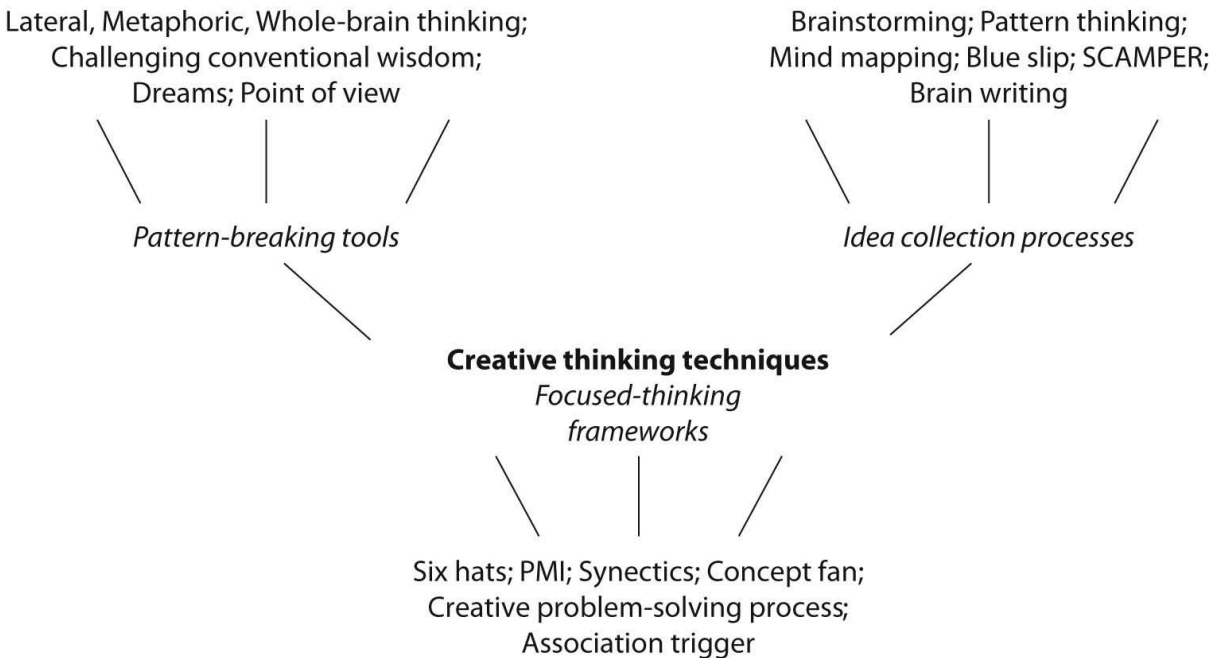 Lateral, Metaphoric, Whole-brain thinking;
Challenging conventional wisdom;
Dreams; Point of view
Brainstorming; Pattern thinking;
Mind mapping; Blue slip; SCAMPER;
Brain writing
Pattern-breaking tools
Idea collection processes
Creative thinking techniques
Focused-thinking
frameworks
Six hats; PMI; Synectics; Concept fan;
Creative problem-solving process;
Association trigger